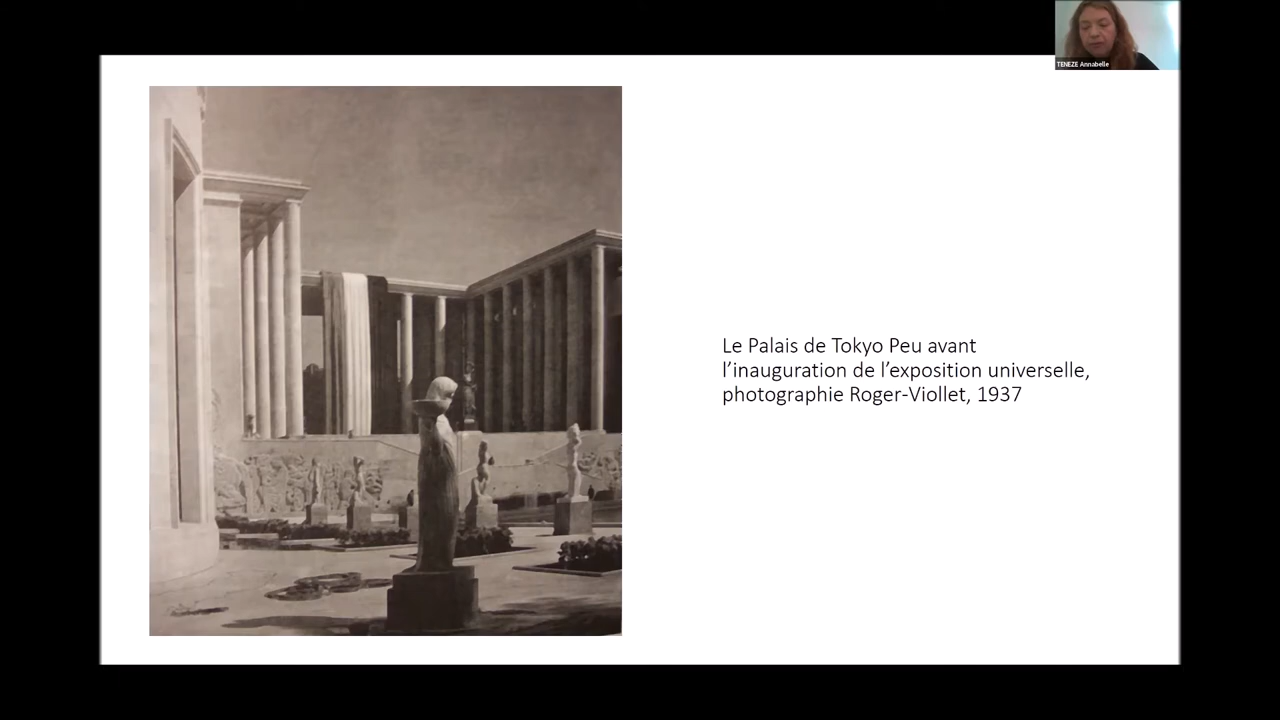 TENEZE Annabelle
Le Palais de Tokyo Peu avant
l’inauguration de l’exposition universelle,
photographie Roger-Viollet, 1937